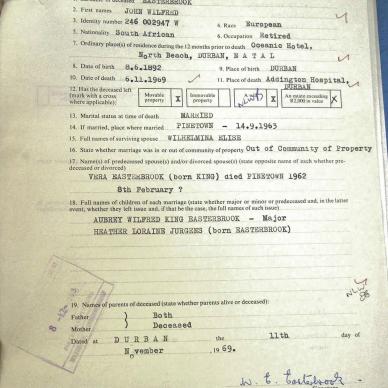 EASTERBROOK
2. First names JOHN WILFRED
3. Identity number 246 002947 W 4. Race European
5. Nationality South African 6. Occupation Retired
7. Ordinary place(s) of residence during the 12 months prior to death Oceanic Hotel,
North Beach, DURBAN, NATAL
8. Date of birth 8.6.1892 9. Place of birth DURBAN
10. Date of death 6.11.1969 11. Place of death Addington Hospital,
DURBAN
12. Has the deceased left
(mark with a cross
where applicable):
Movable
property X Immovable
property A will X An estate exceeding
R2,000 in value X
13. Marital status at time of death MARRIED
14. If married, place where married PINETOWN - 14.9.1963
15. Full names of surviving spouse WILHELMINA ELISE
16. State whether marriage was in or out of community of property Out of Community of Property
17. Name(s) of predeceased spouse(s) and/or divorced spouse(s) (state opposite name of each whether pre-
deceased or divorced)
VERA EASTERBROOK (born KING) died PINETOWN 1962
8th February ?
18. Full names of children of each marriage (state whether major or minor or predeceased and, in the latter
event, whether they left issue and, if that be the case, the full names of such issue)
AUBREY WILFRED KING EASTERBROOK - Major
HEATHER LORAINE JURGENS (born EASTERBROOK)
19. Names of parents of deceased (state whether parents alive or deceased):
Father } Both
Mother } Deceased
Dated at DURBAN the 11th day of
November, 1969.
W. E. Easterbrook